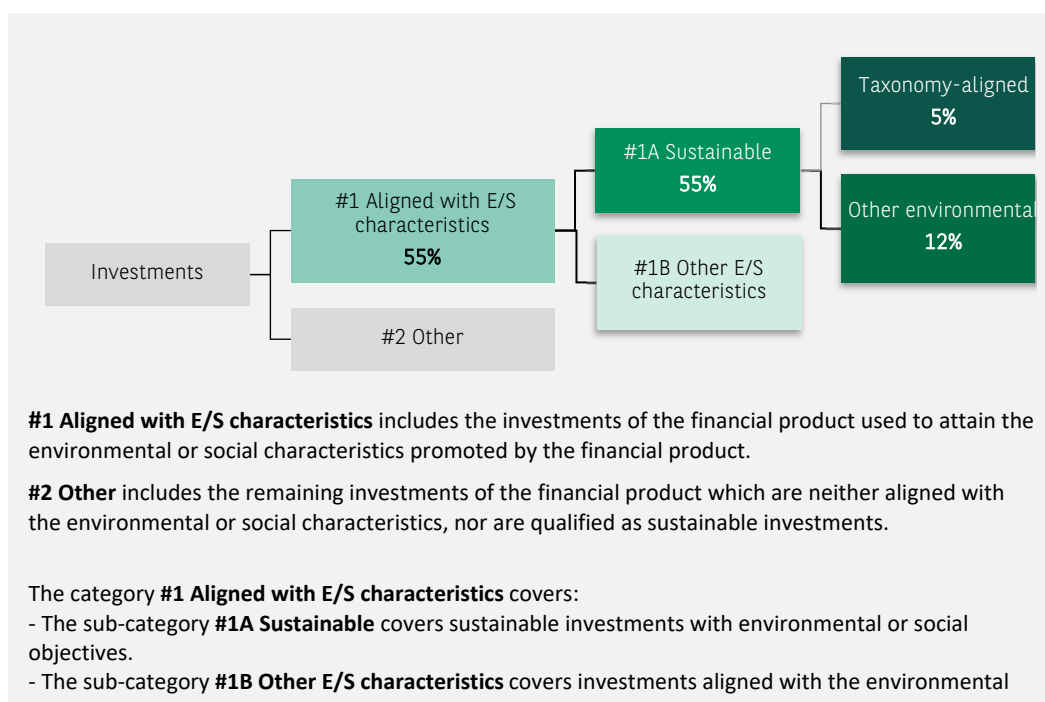 Taxonomy-aligned
5%
#1A Sustainable
55%
#1 Aligned with E/S
characteristics
55%
Other environmental
12%
Investments
#1B Other E/S
characteristics
#2 Other
#1 Aligned with E/S characteristics includes the investments of the financial product used to attain the
environmental or social characteristics promoted by the financial product.
#2 Other includes the remaining investments of the financial product which are neither aligned with
the environmental or social characteristics, nor are qualified as sustainable investments.
The category #1 Aligned with E/S characteristics covers:
- The sub-category #1A Sustainable covers sustainable investments with environmental or social
objectives.
- The sub-category #1B Other E/S characteristics covers investments aligned with the environmental